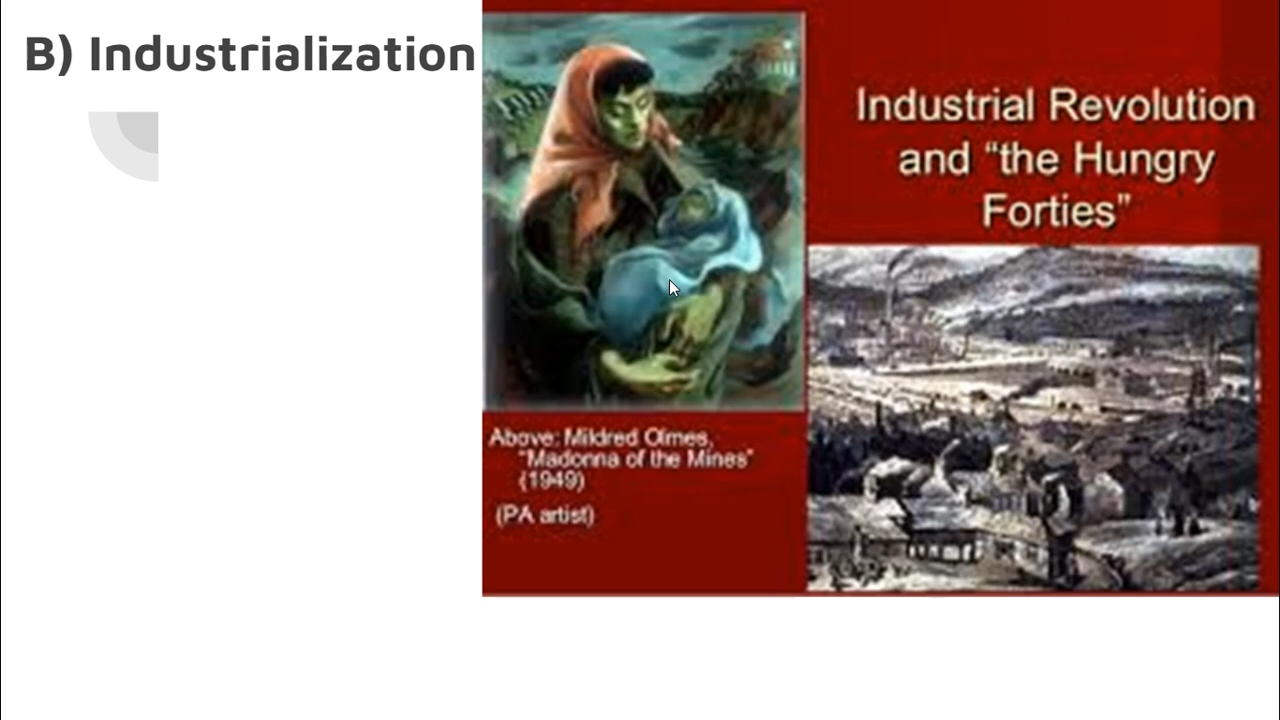 B) Industrialization
Industrial Revolution
and “the Hungry
Forties”
Above: Mildred Olmes,
“Madonna of the Mines”
(1949)
(PA artist)